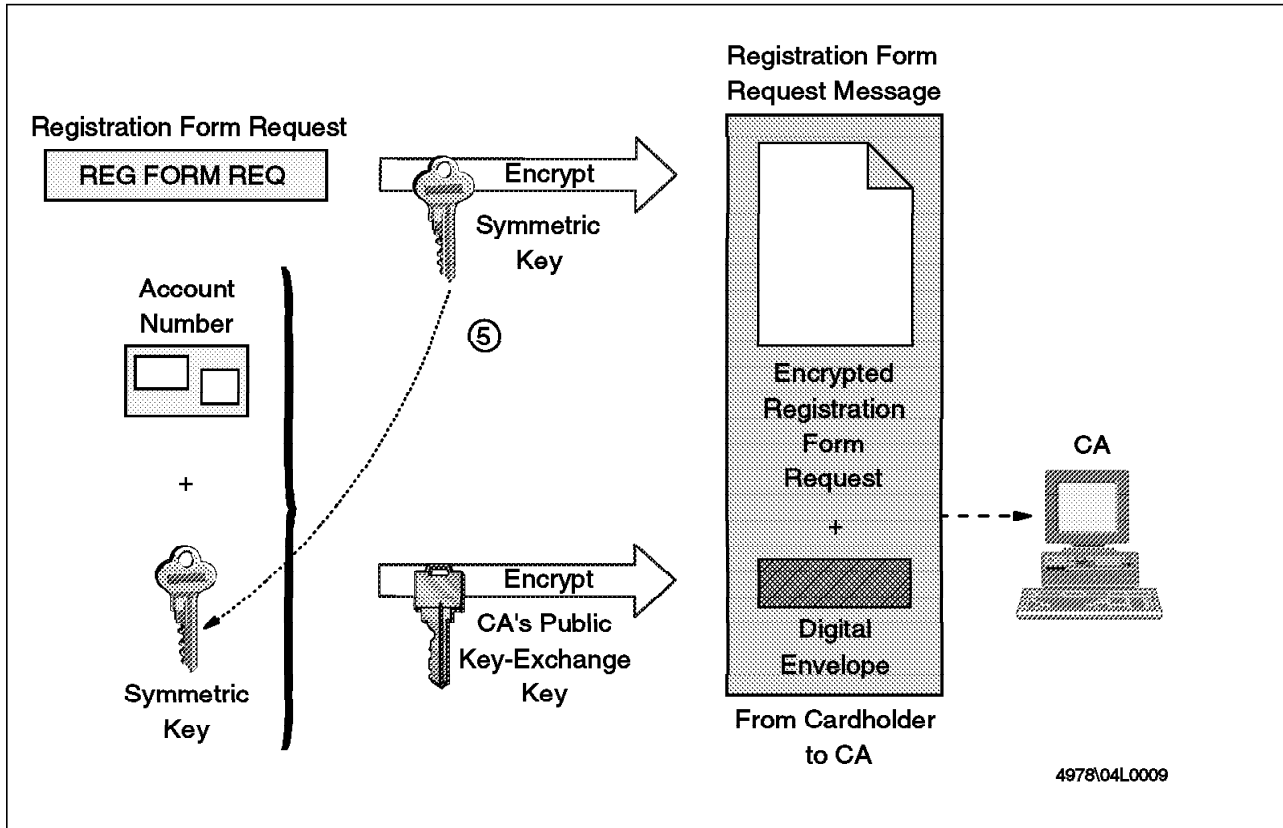 Registration Form Request
REG FORM REQ
Encrypt
Symmetric
Key
Account
Number
+
Symmetric
Key
5
Encrypt
CA's Public
Key-Exchange
Key
Registration Form
Request Message
Encrypted
Registration
Form
Request
+
Digital
Envelope
From Cardholder
to CA
CA
4978\04L0009